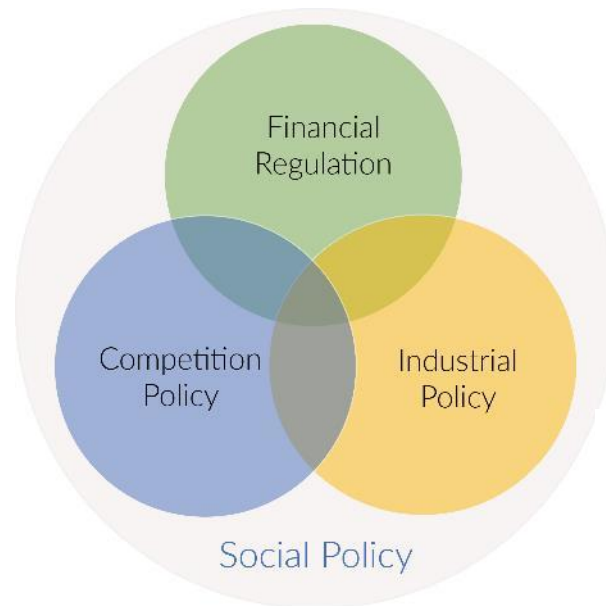 Financial
Regulation
Competition
Policy
Industrial
Policy
Social Policy